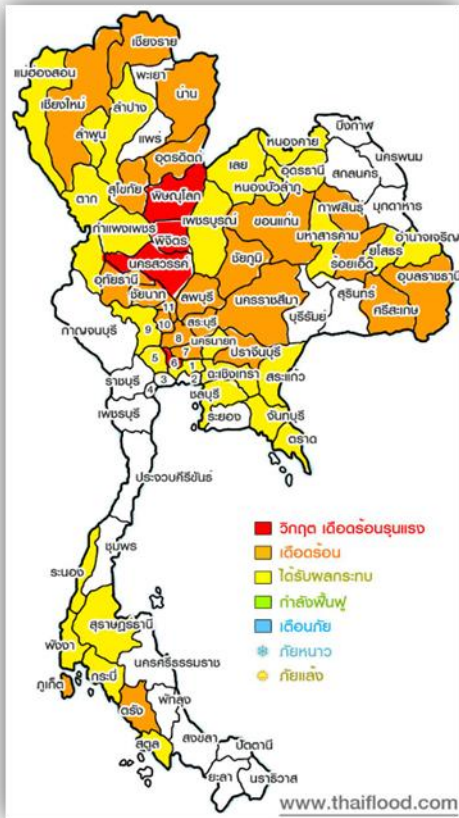 เชียงราย
แม่ฮ่องสอน
พะเยา
เชียงใหม่
น่าน
ลำปาง
ลำพูน
แพร่
อุตรดิตถ์
บึงกาฬ
หนองคาย
เลย
นครพนม
อุดรธานี
สกลนคร
หนองบัวลำภู
ตาก
สุโขทัย
พิษณุโลก
มุกดาหาร
กาฬสินธุ์
ขอนแก่น
เพชรบูรณ์
กำแพงเพชร
พิจิตร
มหาสารคาม
อำนาจเจริญ
ยโสธร
ร้อยเอ็ด
ชัยภูมิ
นครสวรรค์
อุบลราชธานี
อุทัยธานี
ชัยนาท
ลพบุรี
นครราชสีมา
สุรินทร์
ศรีสะเกษ
บุรีรัมย์
11
สระบุรี
10
กาญจนบุรี
9
8
นครนายก
7
ปราจีนบุรี
5
6
1
ฉะเชิงเทรา
สระแก้ว
ราชบุรี
3
2
4
ชลบุรี
เพชรบุรี
ระยอง
จันทบุรี
ตราด
ประจวบคีรีขันธ์
ชุมพร
ระนอง
สุราษฎร์ธานี
พังงา
นครศรีธรรมราช
ภูเก็ต
กระบี่
ตรัง
พัทลุง
สตูล
สงขลา
ปัตตานี
ยะลา
นราธิวาส
วิกฤต เดือดร้อนรุนแรง
เดือดร้อน
ได้รับผลกระทบ
กำลังฟื้นฟู
เตือนภัย
ภัยหนาว
ภัยแล้ง
www.thaiflood.com